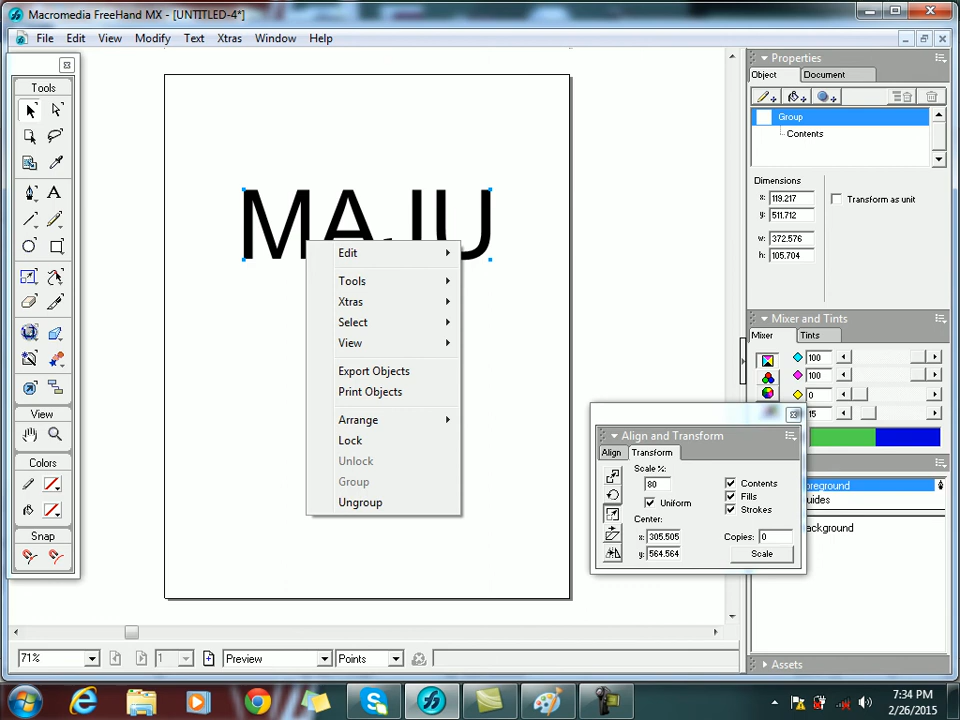 Macromedia FreeHand MX - [UNTITLED-4*]
File Edit View Modify Text Xtras Window Help
Tools
View
Colors
Snap
MAJU
Edit
Tools
Xtras
Select
View
Export Objects
Print Objects
Arrange
Lock
Unlock
Group
Ungroup
Properties
Object Document
Group
Contents
Dimensions
x: 119.217
y: 511.712
w: 372.576
h: 105.704
Transform as unit
Mixer and Tints
Mixer Tints
100
100
0
15
Align and Transform
Align Transform
Scale %:
80
Uniform
Contents
Fills
Strokes
Center:
x: 305.505
y: 564.564
Copies: 0
Scale
oreground
uides
ackground
Assets
71% 1 Preview Points
7:34 PM
2/26/2015